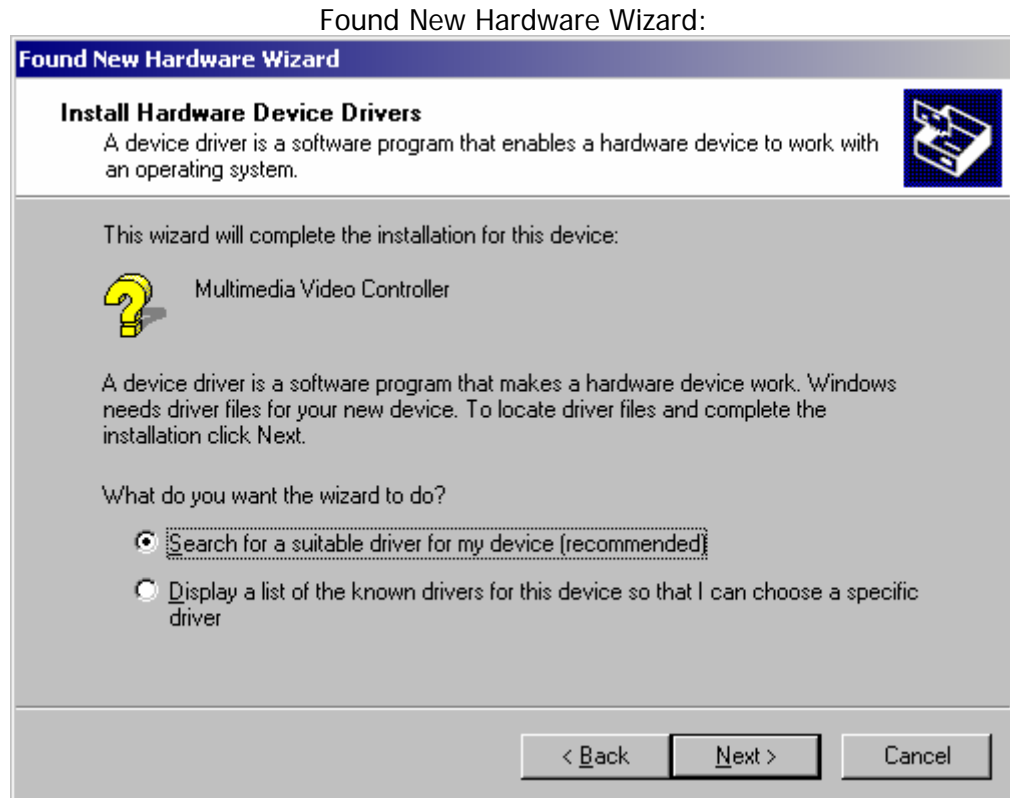 Found New Hardware Wizard:
Found New Hardware Wizard
Install Hardware Device Drivers
A device driver is a software program that enables a hardware device to work with
an operating system.
This wizard will complete the installation for this device:
Multimedia Video Controller
A device driver is a software program that makes a hardware device work. Windows
needs driver files for your new device. To locate driver files and complete the
installation click Next.
What do you want the wizard to do?
Search for a suitable driver for my device (recommended)
Display a list of the known drivers for this device so that I can choose a specific
driver
< Back Next > Cancel